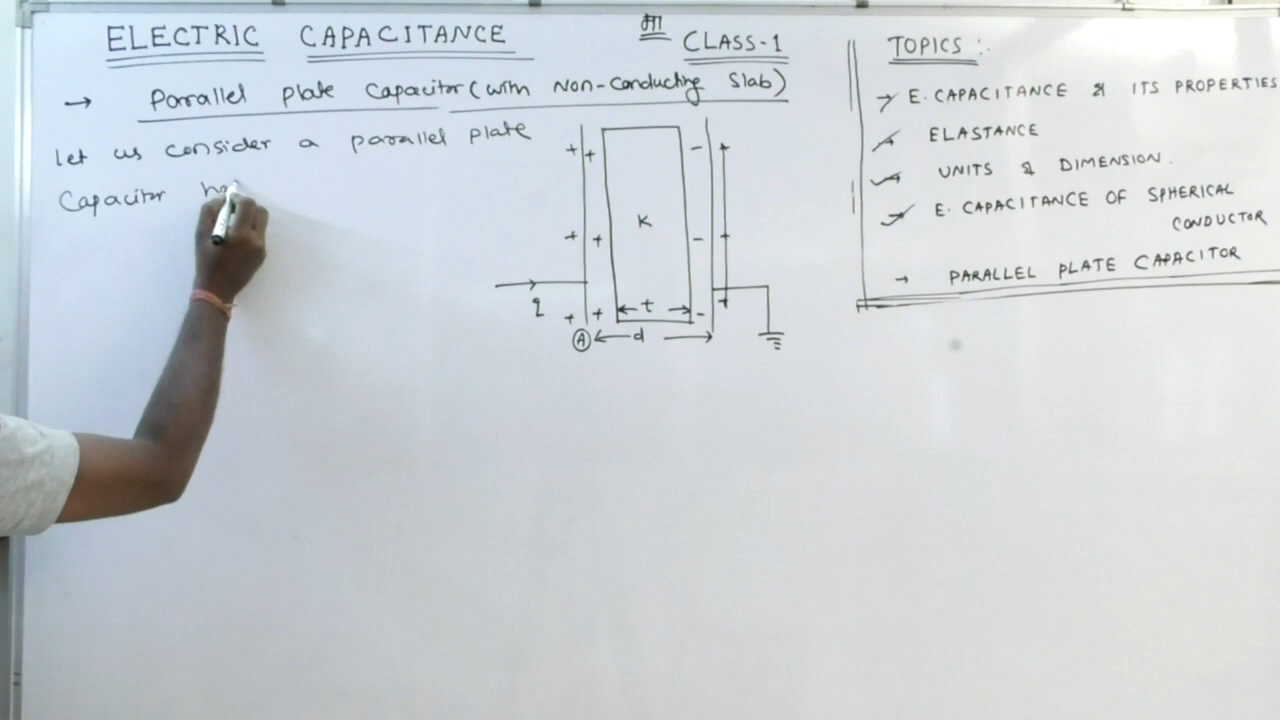 ELECTRIC CAPACITANCE
मा
CLASS-1
→ Parallel plate Capacitor (with Non-Conducting Slab)
Let us consider a parallel plate
Capacitor
+ + -
+ + K -
q
+ + ← t → - +
A ← d →
TOPICS :.
→ E. CAPACITANCE & ITS PROPERTIES
ELASTANCE
UNITS & DIMENSION.
E. CAPACITANCE OF SPHERICAL
CONDUCTOR
→ PARALLEL PLATE CAPACITOR